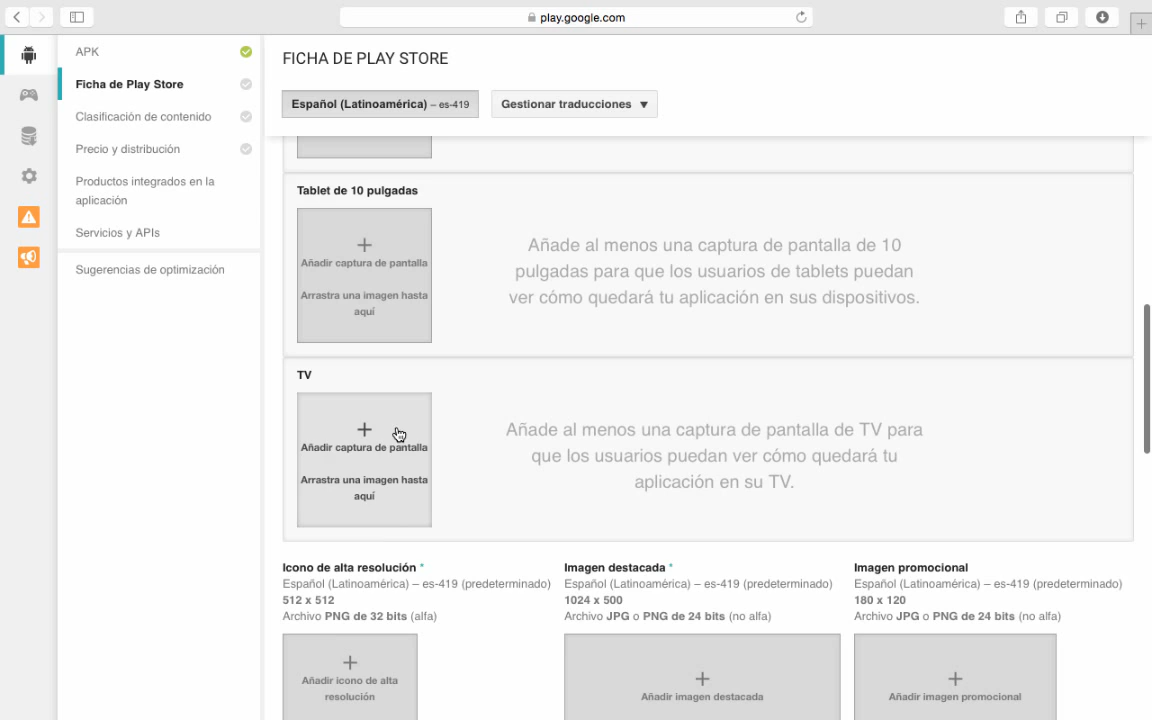 play.google.com
APK
Ficha de Play Store
Clasificación de contenido
Precio y distribución
Productos integrados en la
aplicación
Servicios y APIs
Sugerencias de optimización
FICHA DE PLAY STORE
Español (Latinoamérica) – es-419
Gestionar traducciones ▼
Tablet de 10 pulgadas
Añadir captura de pantalla
Arrastra una imagen hasta
aquí
Añade al menos una captura de pantalla de 10
pulgadas para que los usuarios de tablets puedan
ver cómo quedará tu aplicación en sus dispositivos.
TV
Añadir captura de pantalla
Arrastra una imagen hasta
aquí
Añade al menos una captura de pantalla de TV para
que los usuarios puedan ver cómo quedará tu
aplicación en su TV.
Icono de alta resolución *
Español (Latinoamérica) – es-419 (predeterminado)
512 x 512
Archivo PNG de 32 bits (alfa)
Añadir icono de alta
resolución
Imagen destacada *
Español (Latinoamérica) – es-419 (predeterminado)
1024 x 500
Archivo JPG o PNG de 24 bits (no alfa)
Añadir imagen destacada
Imagen promocional
Español (Latinoamérica) – es-419 (predeterminado)
180 x 120
Archivo JPG o PNG de 24 bits (no alfa)
Añadir imagen promocional